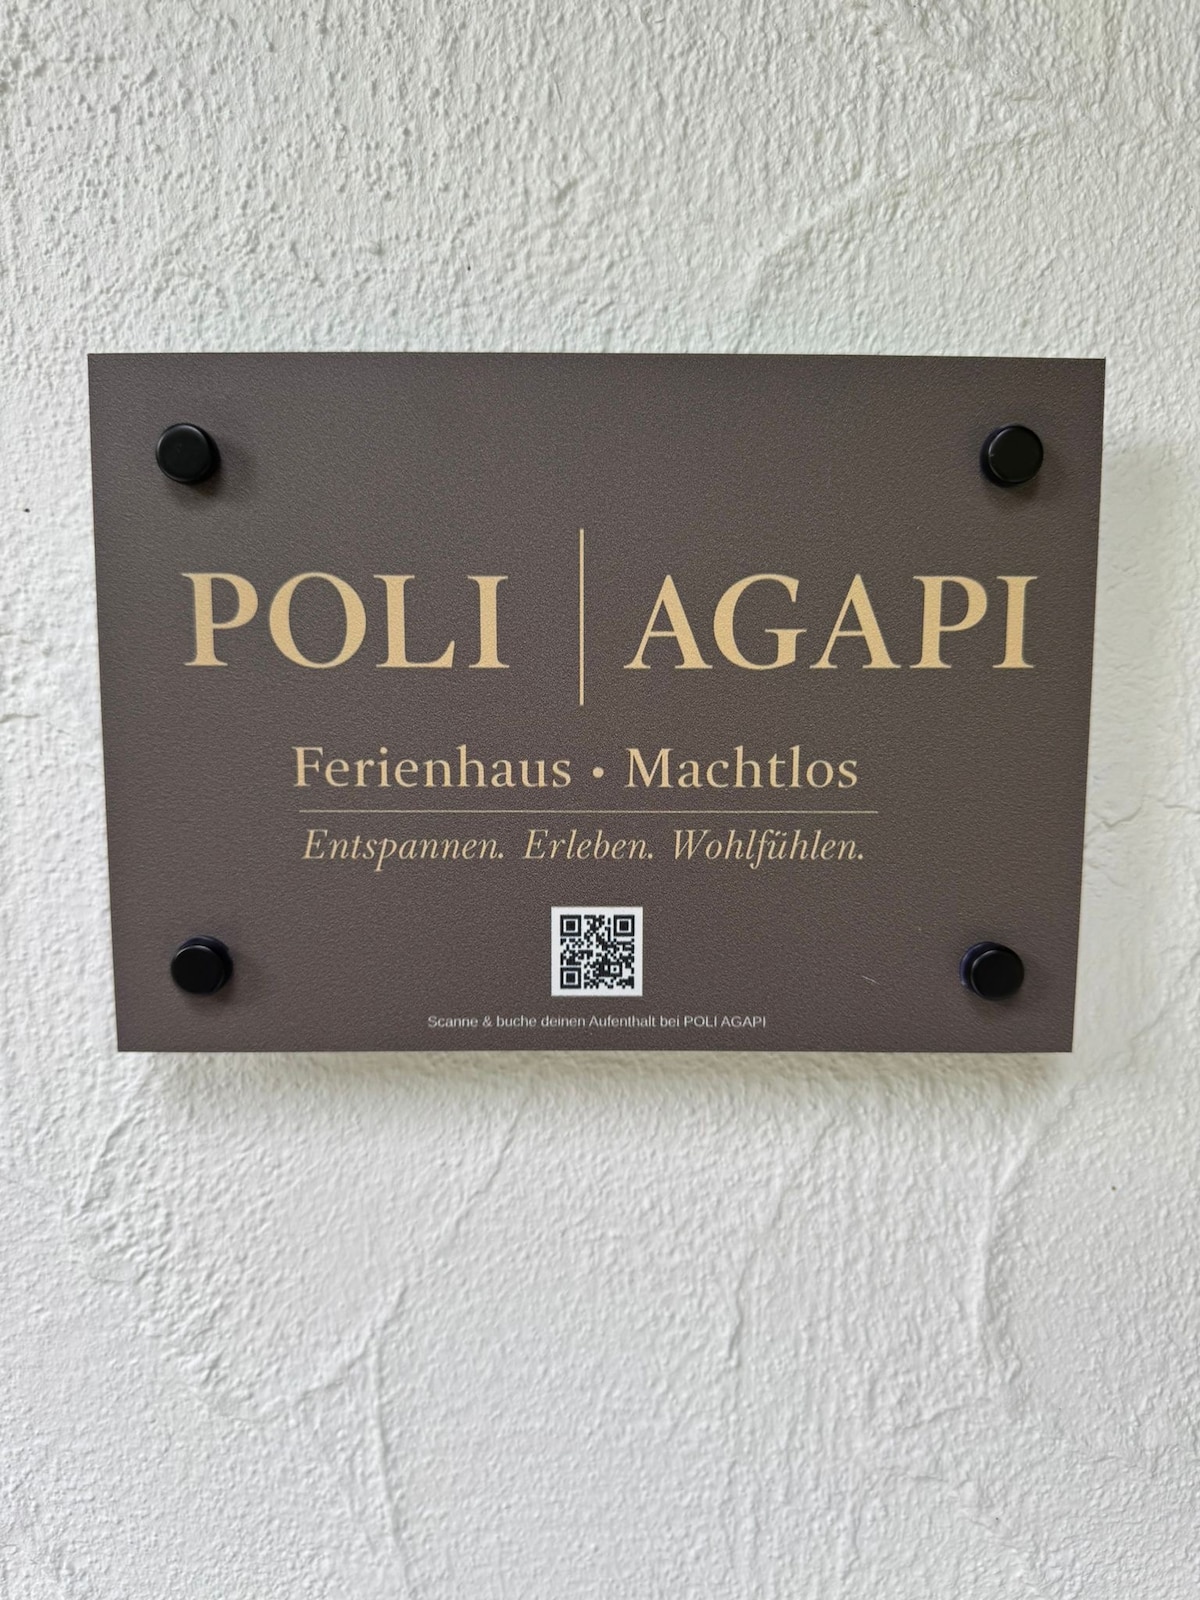 POLI | AGAPI
Ferienhaus • Machtlos
Entspannen. Erleben. Wohlfühlen.
Scanne & buche deinen Aufenthalt bei POLI AGAPI